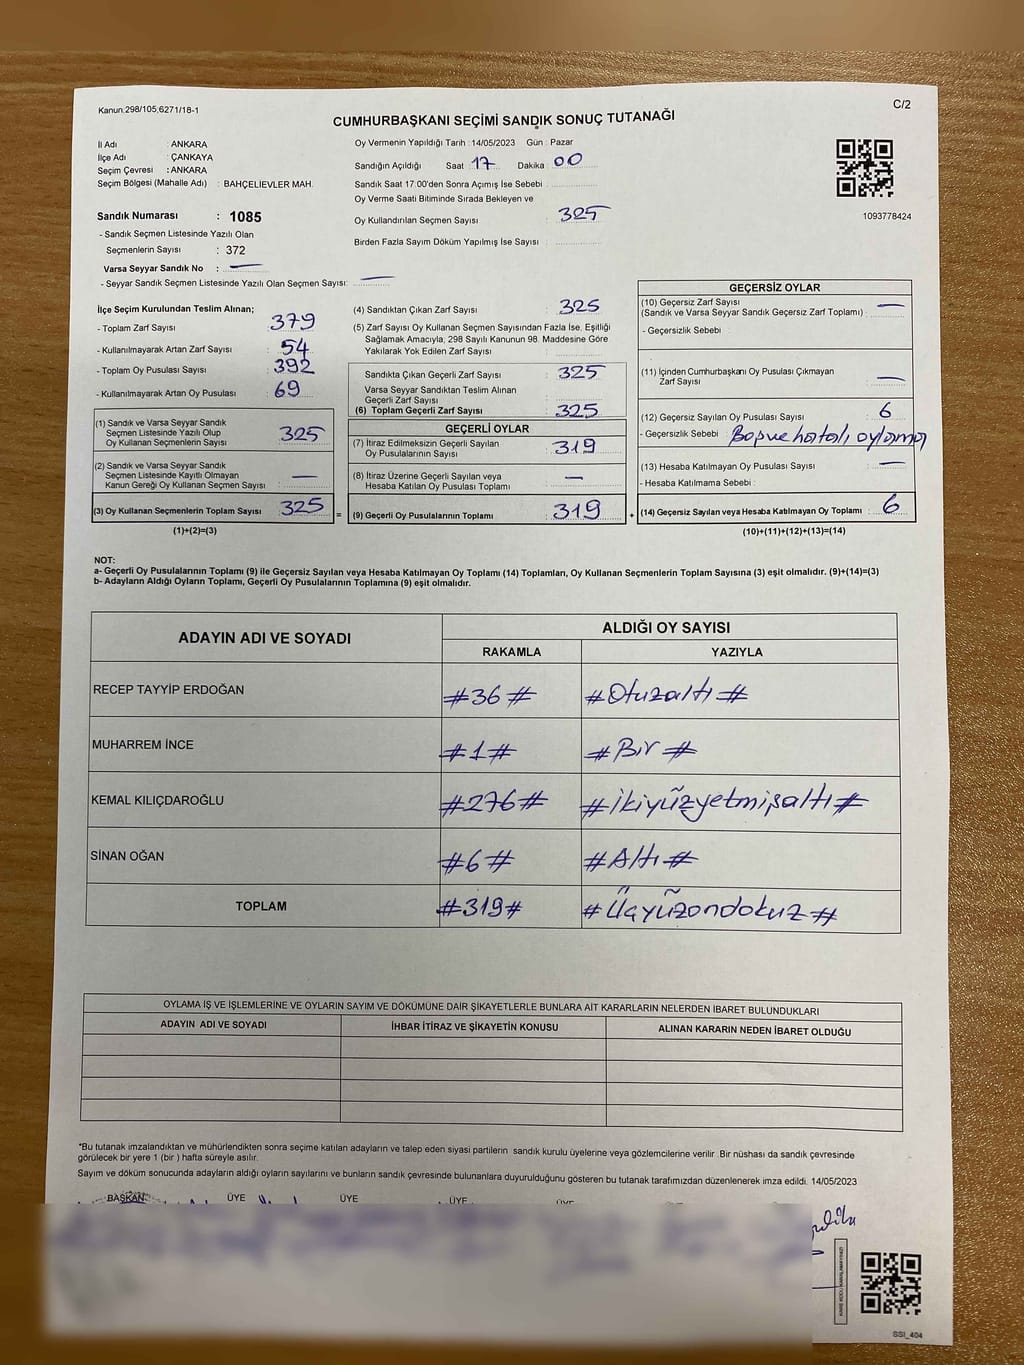 Kanun:298/105;6271/18-1
C/2
CUMHURBAŞKANI SEÇİMİ SANDIK SONUÇ TUTANAĞI
İl Adı : ANKARA
İlçe Adı : ÇANKAYA
Seçim Çevresi : ANKARA
Seçim Bölgesi (Mahalle Adı) : BAHÇELİEVLER MAH.
Sandık Numarası : 1085
- Sandık Seçmen Listesinde Yazılı Olan
Seçmenlerin Sayısı : 372
Varsa Seyyar Sandık No : —
- Seyyar Sandık Seçmen Listesinde Yazılı Olan Seçmen Sayısı: —
Oy Vermenin Yapıldığı Tarih : 14/05/2023 Gün : Pazar
Sandığın Açıldığı Saat 17 Dakika 00
Sandık Saat 17:00'den Sonra Açımış İse Sebebi :
Oy Verme Saati Bitiminde Sırada Bekleyen ve
Oy Kullandırılan Seçmen Sayısı : 325
Birden Fazla Sayım Döküm Yapılmış İse Sayısı :
1093778424
İlçe Seçim Kurulundan Teslim Alınan;
- Toplam Zarf Sayısı : 379
- Kullanılmayarak Artan Zarf Sayısı : 54
- Toplam Oy Pusulası Sayısı : 392
- Kullanılmayarak Artan Oy Pusulası : 69
(1) Sandık ve Varsa Seyyar Sandık
Seçmen Listesinde Yazılı Olup
Oy Kullanan Seçmenlerin Sayısı : 325
(2) Sandık ve Varsa Seyyar Sandık
Seçmen Listesinde Kayıtlı Olmayan
Kanun Gereği Oy Kullanan Seçmen Sayısı : —
(3) Oy Kullanan Seçmenlerin Toplam Sayısı : 325
(1)+(2)=(3)
=
(4) Sandıktan Çıkan Zarf Sayısı : 325
(5) Zarf Sayısı Oy Kullanan Seçmen Sayısından Fazla İse, Eşitliği
Sağlamak Amacıyla; 298 Sayılı Kanunun 98. Maddesine Göre
Yakılarak Yok Edilen Zarf Sayısı :
Sandıkta Çıkan Geçerli Zarf Sayısı : 325
Varsa Seyyar Sandıktan Teslim Alınan
Geçerli Zarf Sayısı :
(6) Toplam Geçerli Zarf Sayısı : 325
GEÇERLİ OYLAR
(7) İtiraz Edilmeksizin Geçerli Sayılan
Oy Pusulalarının Sayısı : 319
(8) İtiraz Üzerine Geçerli Sayılan veya
Hesaba Katılan Oy Pusulası Toplamı : —
(9) Geçerli Oy Pusulalarının Toplamı : 319
+
GEÇERSİZ OYLAR
(10) Geçersiz Zarf Sayısı
(Sandık ve Varsa Seyyar Sandık Geçersiz Zarf Toplamı) : —
- Geçersizlik Sebebi :
(11) İçinden Cumhurbaşkanı Oy Pusulası Çıkmayan
Zarf Sayısı : —
(12) Geçersiz Sayılan Oy Pusulası Sayısı : 6
- Geçersizlik Sebebi : Boş ve hatalı oylama
(13) Hesaba Katılmayan Oy Pusulası Sayısı : —
- Hesaba Katılmama Sebebi :
(14) Geçersiz Sayılan veya Hesaba Katılmayan Oy Toplamı : 6
(10)+(11)+(12)+(13)=(14)
NOT:
a- Geçerli Oy Pusulalarının Toplamı (9) ile Geçersiz Sayılan veya Hesaba Katılmayan Oy Toplamı (14) Toplamları, Oy Kullanan Seçmenlerin Toplam Sayısına (3) eşit olmalıdır. (9)+(14)=(3)
b- Adayların Aldığı Oyların Toplamı, Geçerli Oy Pusulalarının Toplamına (9) eşit olmalıdır.
ADAYIN ADI VE SOYADI ALDIĞI OY SAYISI
RAKAMLA YAZIYLA
RECEP TAYYİP ERDOĞAN #36# #Otuzaltı#
MUHARREM İNCE #1# #Bir#
KEMAL KILIÇDAROĞLU #276# #İkiyüzyetmişaltı#
SİNAN OĞAN #6# #Altı#
TOPLAM #319# #Üçyüzondokuz#
OYLAMA İŞ VE İŞLEMLERİNE VE OYLARIN SAYIM VE DÖKÜMÜNE DAİR ŞİKAYETLERLE BUNLARA AİT KARARLARIN NELERDEN İBARET BULUNDUKLARI
ADAYIN ADI VE SOYADI İHBAR İTİRAZ VE ŞİKAYETİN KONUSU ALINAN KARARIN NEDEN İBARET OLDUĞU
*Bu tutanak imzalandıktan ve mühürlendikten sonra seçime katılan adayların ve talep eden siyasi partilerin sandık kurulu üyelerine veya gözlemcilerine verilir. Bir nüshası da sandık çevresinde
görülecek bir yere 1 (bir ) hafta süreyle asılır.
Sayım ve döküm sonucunda adayların aldığı oyların sayılarını ve bunların sandık çevresinde bulunanlara duyurulduğunu gösteren bu tutanak tarafımızdan düzenlenerek imza edildi. 14/05/2023
BAŞKAN ÜYE ÜYE ÜYE ÜYE
SSİ_404